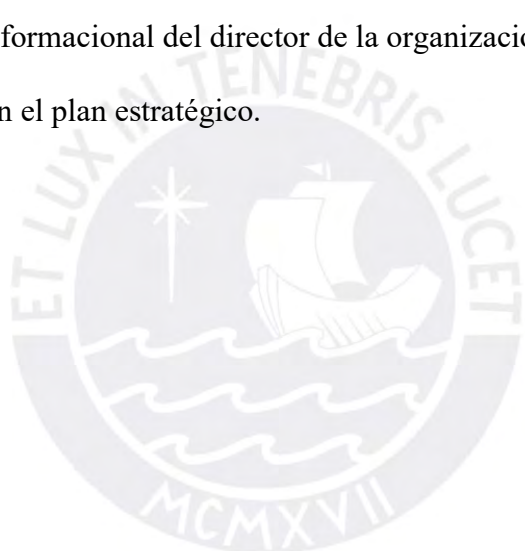 formacional del director de la organizació
n el plan estratégico.
ET LUX IN TENEBRIS LUCET
MCMXVII